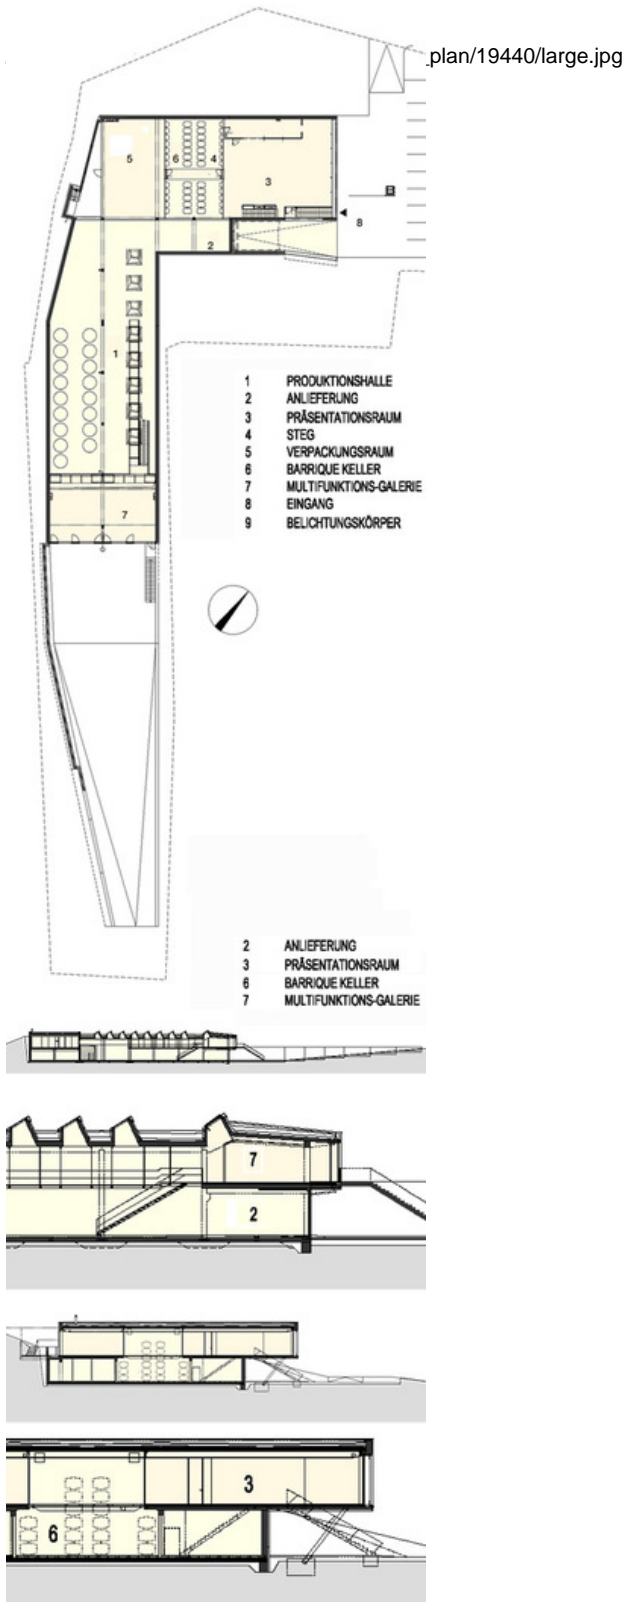 _plan/19440/large.jpg
5
6
4
3
8
2
1
7
1 PRODUKTIONSHALLE
2 ANLIEFERUNG
3 PRÄSENTATIONSRAUM
4 STEG
5 VERPACKUNGSRAUM
6 BARRIQUE KELLER
7 MULTIFUNKTIONS-GALERIE
8 EINGANG
9 BELICHTUNGSKÖRPER
2 ANLIEFERUNG
3 PRÄSENTATIONSRAUM
6 BARRIQUE KELLER
7 MULTIFUNKTIONS-GALERIE
7
2
3
6